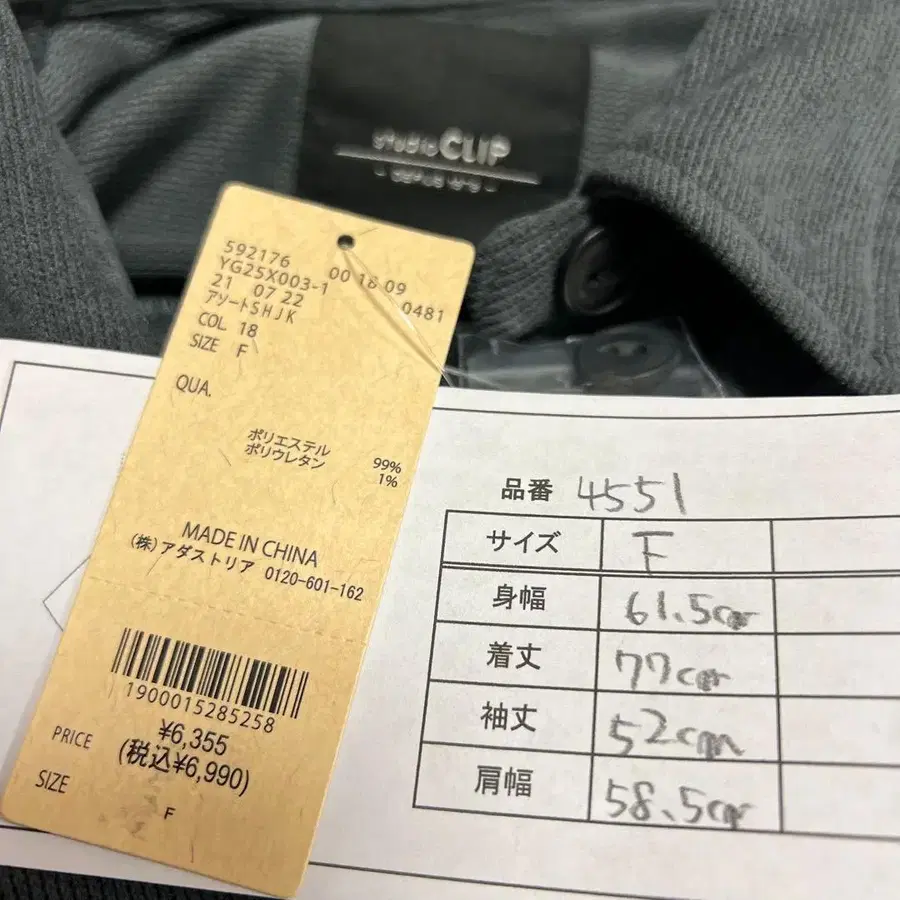 studio CLIP
592176
YG25X003-1 00 18 09
21 07 22 0481
アソートSHJK
COL 18
SIZE F
QUA.
ポリエステル 99%
ポリウレタン 1%
MADE IN CHINA
(株)アダストリア 0120-601-162
1900015285258
PRICE ¥6,355
(税込¥6,990)
SIZE F
品番 4551
サイズ F
身幅 61.5cm
着丈 77cm
袖丈 52cm
肩幅 58.5cm